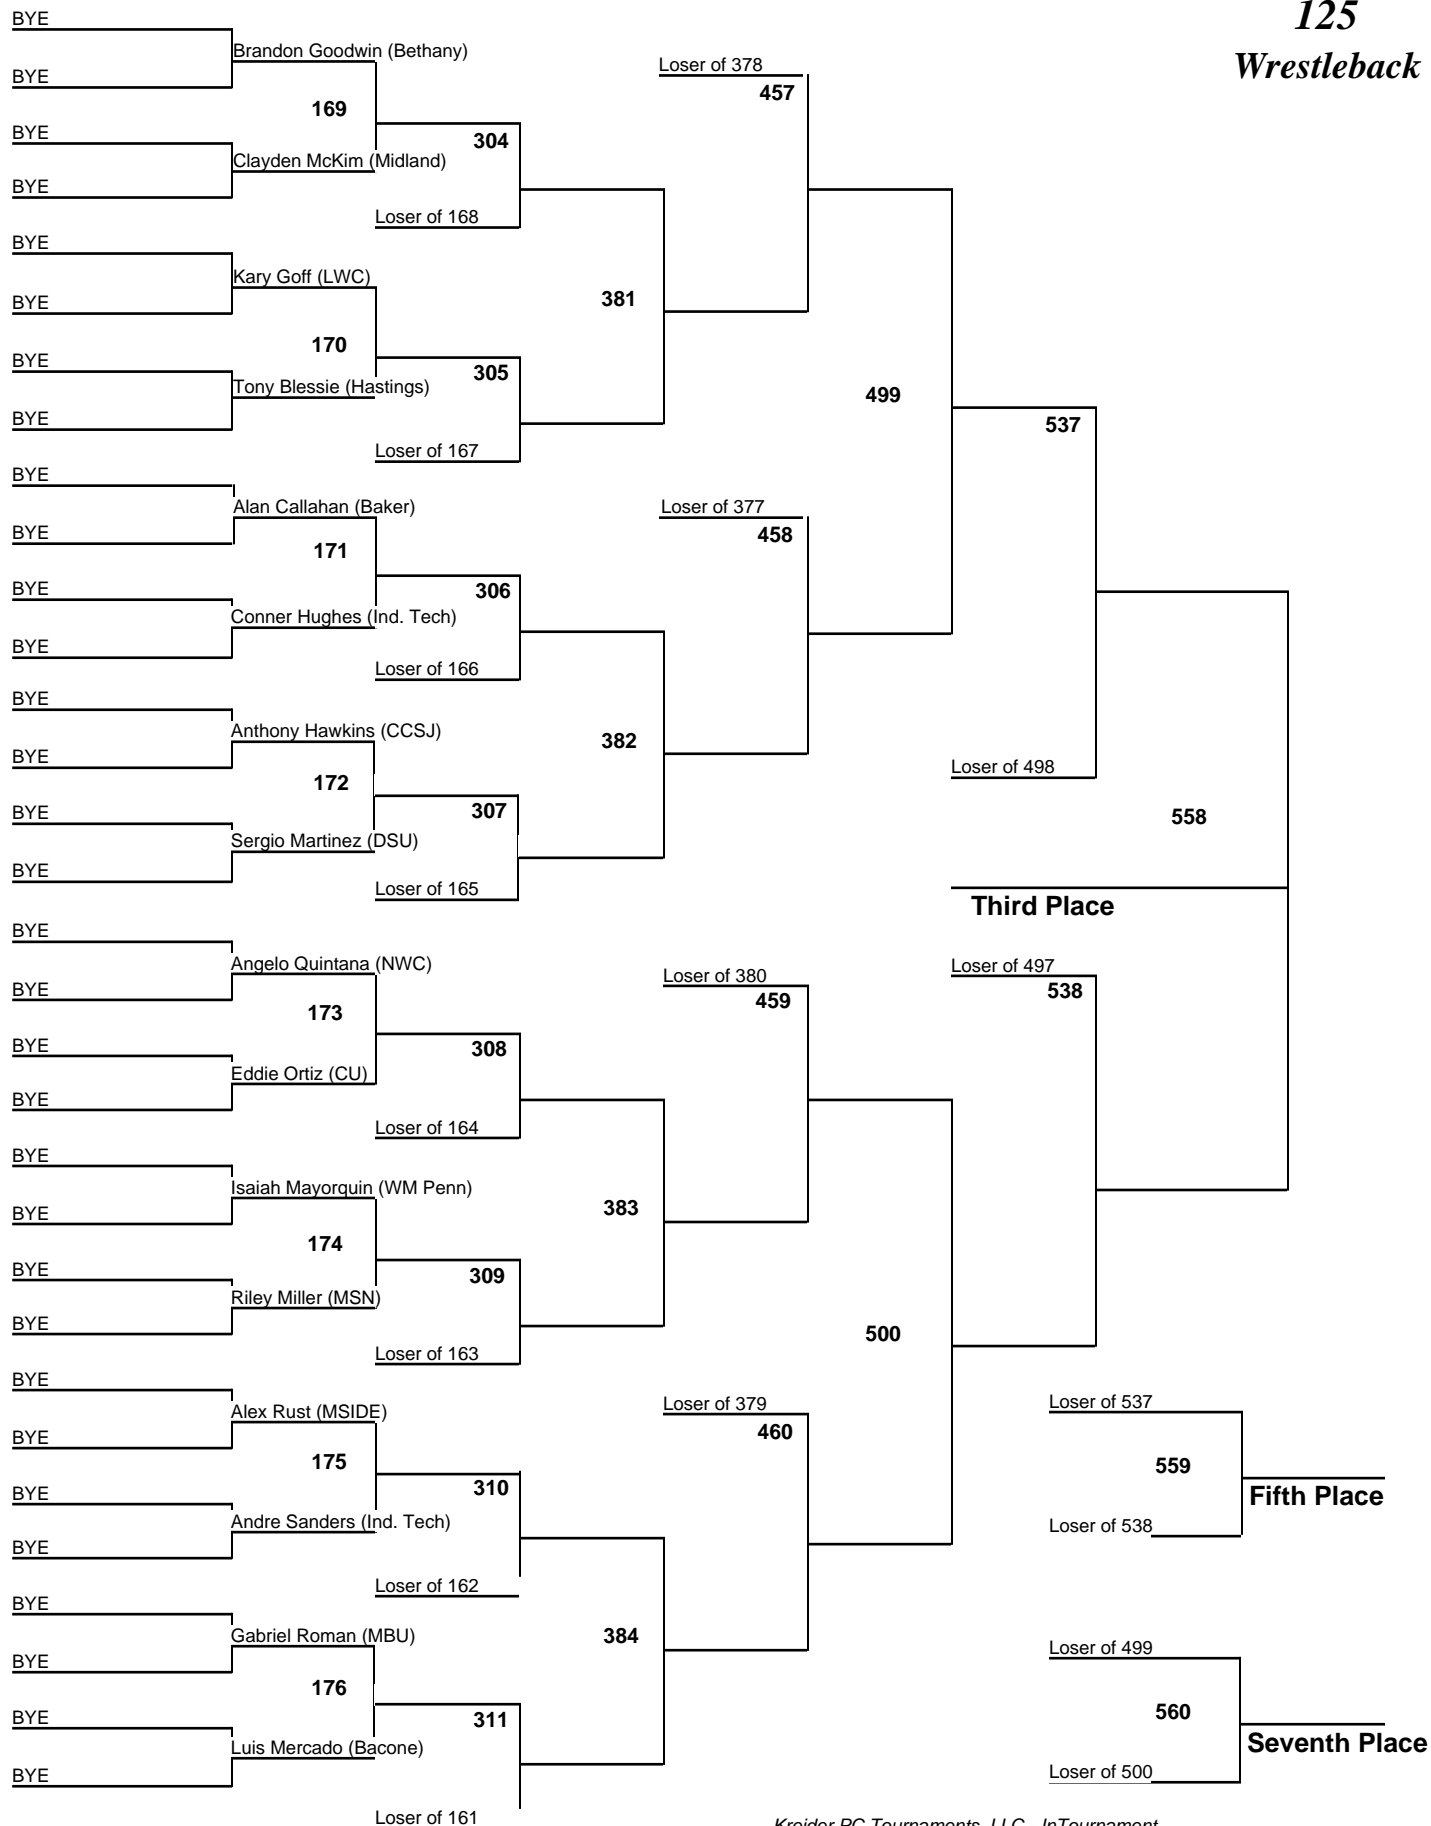 125
Wrestleback
BYE
Brandon Goodwin (Bethany)
Loser of 378
BYE
457
169
BYE
304
Clayden McKim (Midland)
BYE
Loser of 168
BYE
Kary Goff (LWC)
BYE
381
170
BYE
305
Tony Blessie (Hastings)
499
BYE
537
Loser of 167
BYE
Alan Callahan (Baker)
Loser of 377
BYE
458
171
BYE
306
Conner Hughes (Ind. Tech)
BYE
Loser of 166
BYE
Anthony Hawkins (CCSJ)
382
BYE
Loser of 498
172
BYE
307
558
Sergio Martinez (DSU)
BYE
Loser of 165
Third Place
BYE
Angelo Quintana (NWC)
Loser of 497
Loser of 380
BYE
538
459
173
BYE
308
Eddie Ortiz (CU)
BYE
Loser of 164
BYE
Isaiah Mayorquin (WM Penn)
383
BYE
174
BYE
309
Riley Miller (MSN)
BYE
500
Loser of 163
BYE
Loser of 379
Loser of 537
Alex Rust (MSIDE)
460
BYE
175
559
310
BYE
Fifth Place
Andre Sanders (Ind. Tech)
Loser of 538
BYE
Loser of 162
BYE
Gabriel Roman (MBU)
384
Loser of 499
BYE
176
560
BYE
311
Luis Mercado (Bacone)
Seventh Place
BYE
Loser of 500
Loser of 161
Kreider PC Tournaments, LLC - InTournament